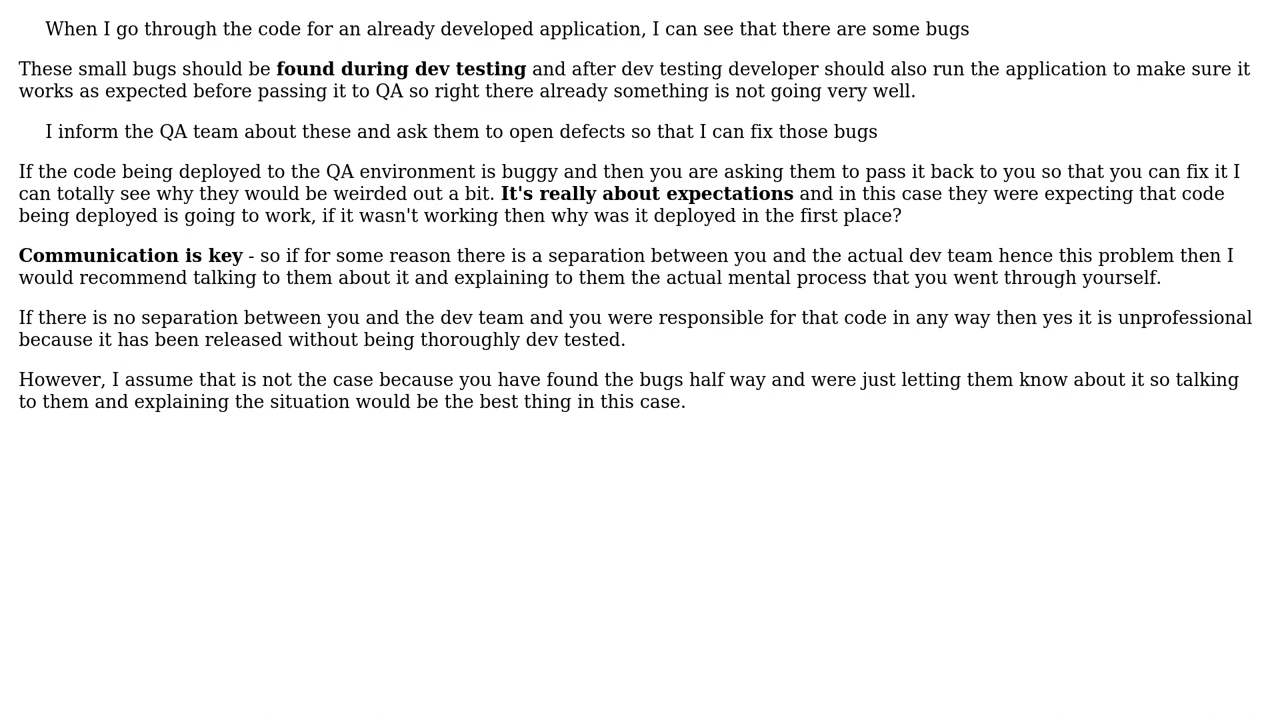 When I go through the code for an already developed application, I can see that there are some bugs
These small bugs should be found during dev testing and after dev testing developer should also run the application to make sure it
works as expected before passing it to QA so right there already something is not going very well.
I inform the QA team about these and ask them to open defects so that I can fix those bugs
If the code being deployed to the QA environment is buggy and then you are asking them to pass it back to you so that you can fix it I
can totally see why they would be weirded out a bit. It's really about expectations and in this case they were expecting that code
being deployed is going to work, if it wasn't working then why was it deployed in the first place?
Communication is key - so if for some reason there is a separation between you and the actual dev team hence this problem then I
would recommend talking to them about it and explaining to them the actual mental process that you went through yourself.
If there is no separation between you and the dev team and you were responsible for that code in any way then yes it is unprofessional
because it has been released without being thoroughly dev tested.
However, I assume that is not the case because you have found the bugs half way and were just letting them know about it so talking
to them and explaining the situation would be the best thing in this case.